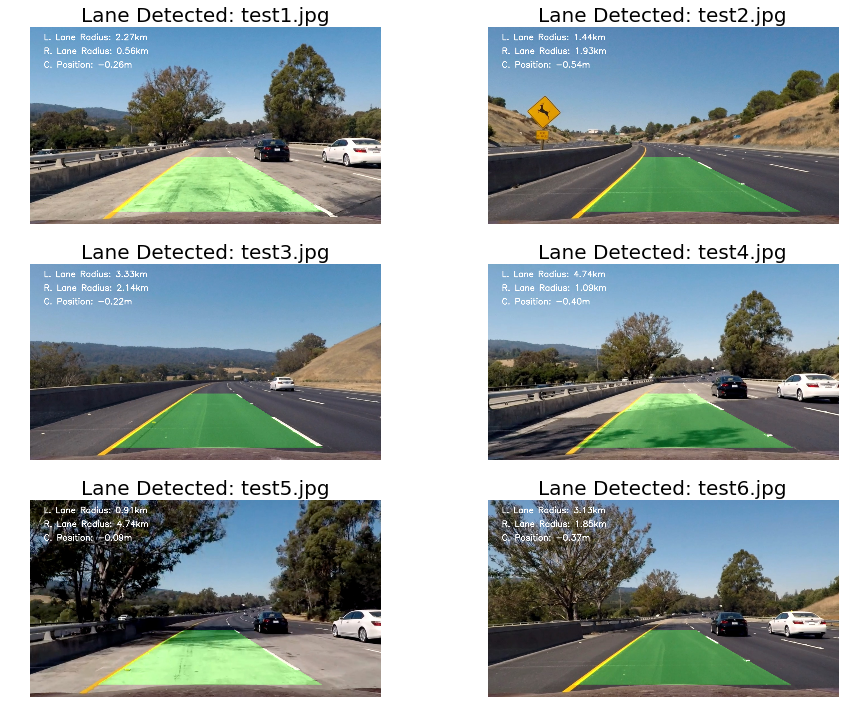 Lane Detected: test1.jpg
L. Lane Radius: 2.27km
R. Lane Radius: 0.56km
C. Position: -0.26m
Lane Detected: test2.jpg
L. Lane Radius: 1.44km
R. Lane Radius: 1.93km
C. Position: -0.54m
Lane Detected: test3.jpg
L. Lane Radius: 3.33km
R. Lane Radius: 2.14km
C. Position: -0.22m
Lane Detected: test4.jpg
L. Lane Radius: 4.74km
R. Lane Radius: 1.09km
C. Position: -0.40m
Lane Detected: test5.jpg
L. Lane Radius: 0.91km
R. Lane Radius: 4.74km
C. Position: -0.09m
Lane Detected: test6.jpg
L. Lane Radius: 3.13km
R. Lane Radius: 1.85km
C. Position: -0.37m